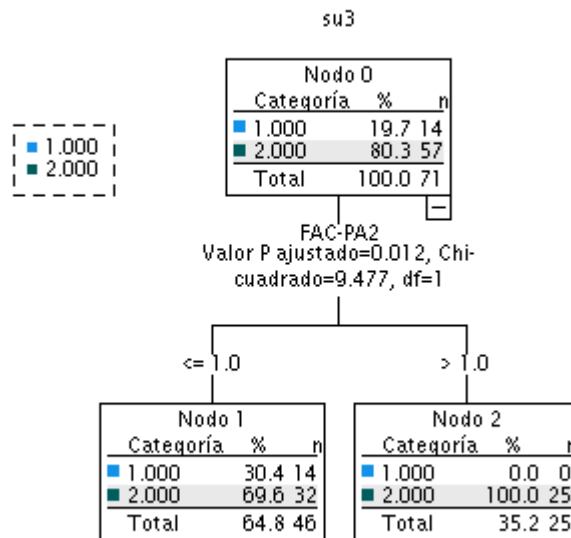 su3
1.000
2.000
Nodo 0
Categoría % n
1.000 19.7 14
2.000 80.3 57
Total 100.0 71
FAC-PA2
Valor P ajustado=0.012, Chi-
cuadrado=9.477, df=1
<= 1.0
> 1.0
Nodo 1
Categoría % n
1.000 30.4 14
2.000 69.6 32
Total 64.8 46
Nodo 2
Categoría % n
1.000 0.0 0
2.000 100.0 25
Total 35.2 25